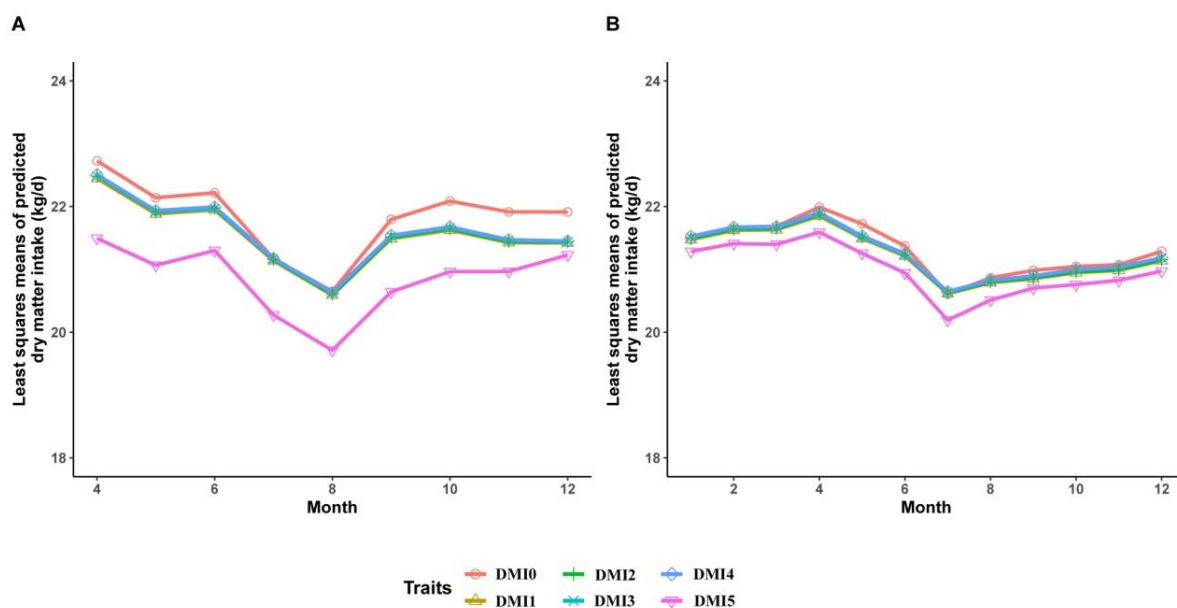 A
B
Least squares means of predicted
dry matter intake (kg/d)
24
22
20
18
4
6
8
10
12
Month
Least squares means of predicted
dry matter intake (kg/d)
24
22
20
18
2
4
6
8
10
12
Month
Traits
DMI0
DMI2
DMI4
DMI1
DMI3
DMI5